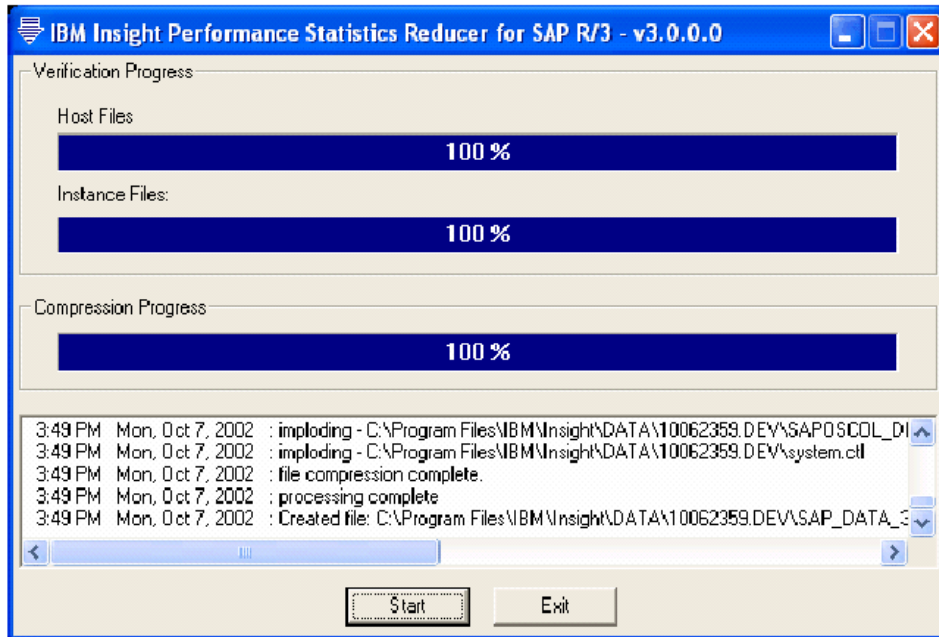 IBM Insight Performance Statistics Reducer for SAP R/3 - v3.0.0.0
Verification Progress
Host Files
100 %
Instance Files:
100 %
Compression Progress
100 %
3:49 PM Mon, Oct 7, 2002 : imploding - C:\Program Files\IBM\Insight\DATA\10062359.DEV\SAPOSCOL_D
3:49 PM Mon, Oct 7, 2002 : imploding - C:\Program Files\IBM\Insight\DATA\10062359.DEV\system.ctl
3:49 PM Mon, Oct 7, 2002 : file compression complete.
3:49 PM Mon, Oct 7, 2002 : processing complete
3:49 PM Mon, Oct 7, 2002 : Created file: C:\Program Files\IBM\Insight\DATA\10062359.DEV\SAP_DATA_3
Start Exit